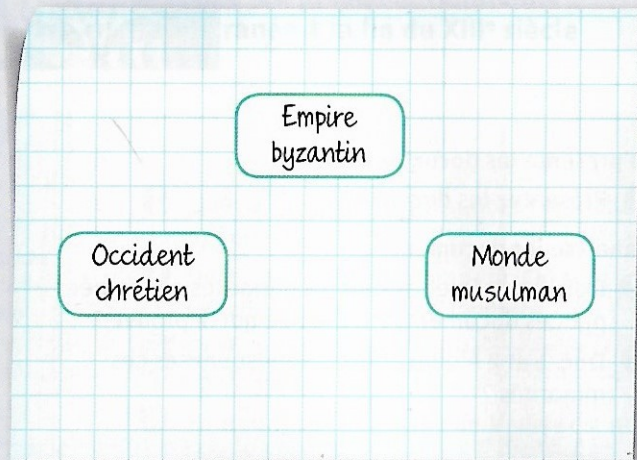 Empire
byzantin
Occident
chrétien
Monde
musulman